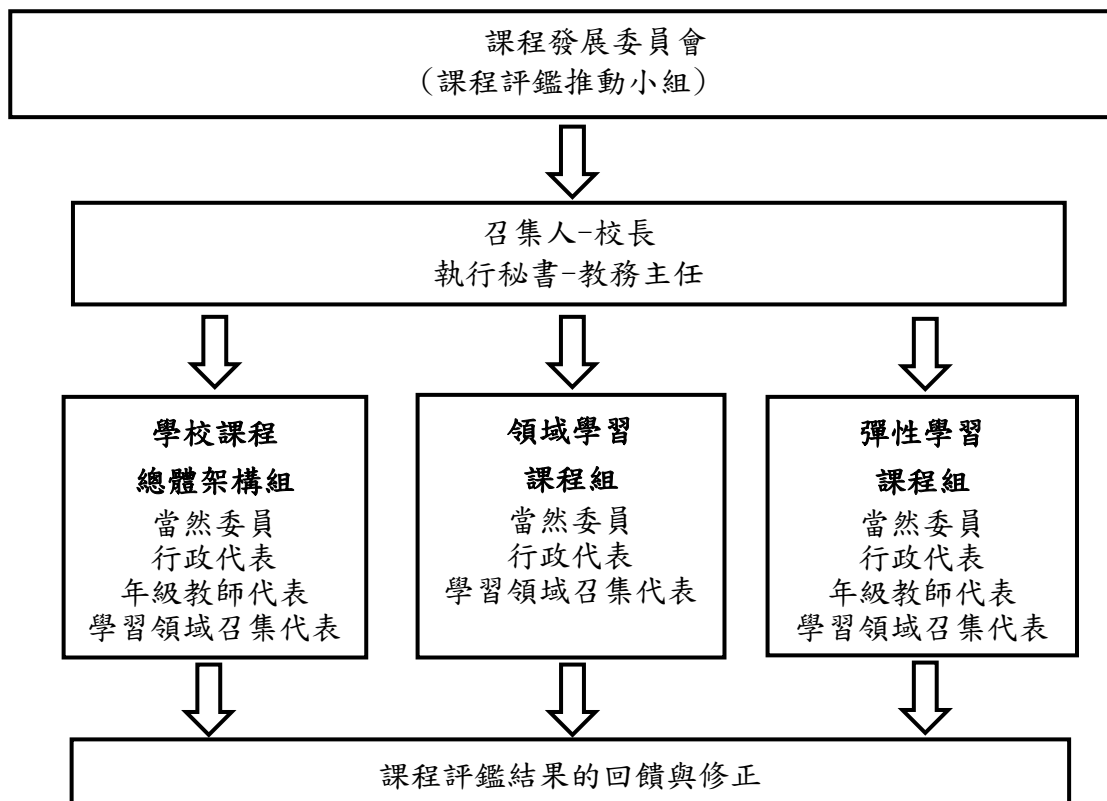 課程發展委員會
(課程評鑑推動小組)
召集人-校長
執行秘書-教務主任
學校課程
總體架構組
當然委員
行政代表
年級教師代表
學習領域召集代表
領域學習
課程組
當然委員
行政代表
學習領域召集代表
彈性學習
課程組
當然委員
行政代表
年級教師代表
學習領域召集代表
課程評鑑結果的回饋與修正